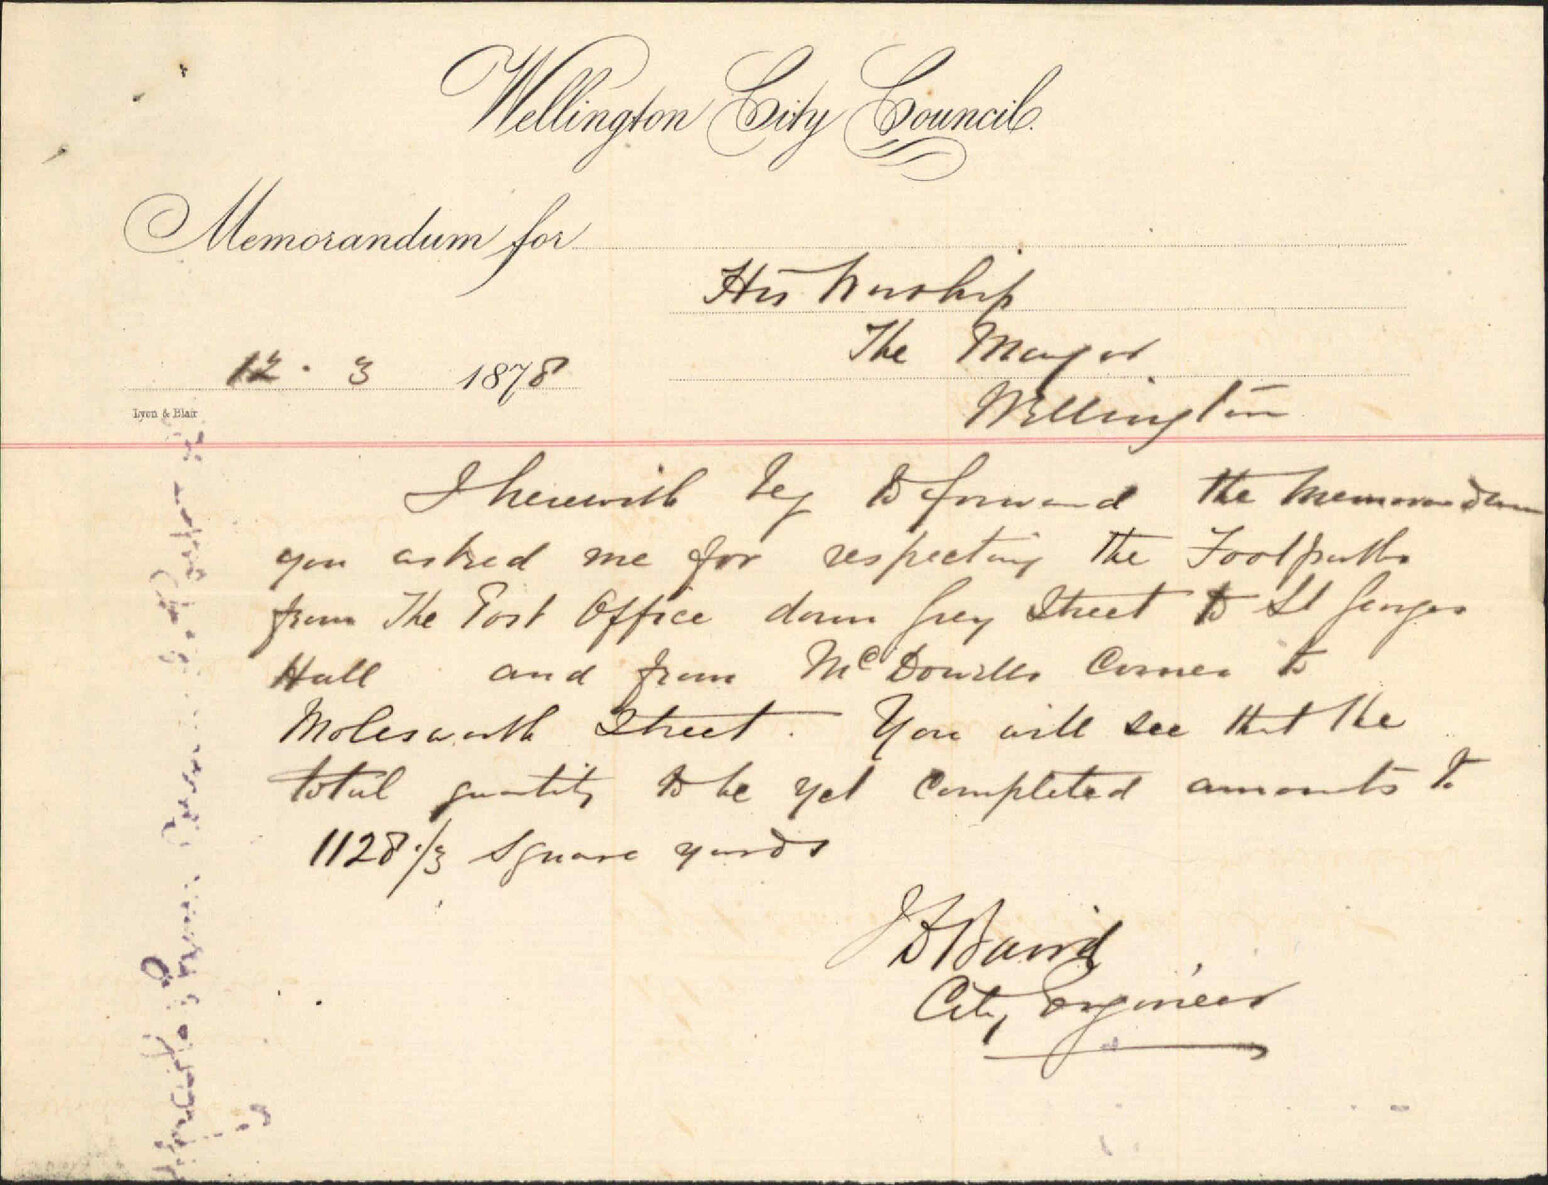 Wellington City Council.
Memorandum for
His Worship
The Mayor
Wellington
12 . 3 1878
Lyon & Blair
I herewith beg to forward the Memorandum
you asked me for respecting the Footpaths
from The Post Office down Grey Street to St Georges
Hall and from McDowells Corner to
Molesworth Street. You will see that the
total quantity to be yet completed amounts to
1128 1/3 Square yards
J D Baird
City Engineer